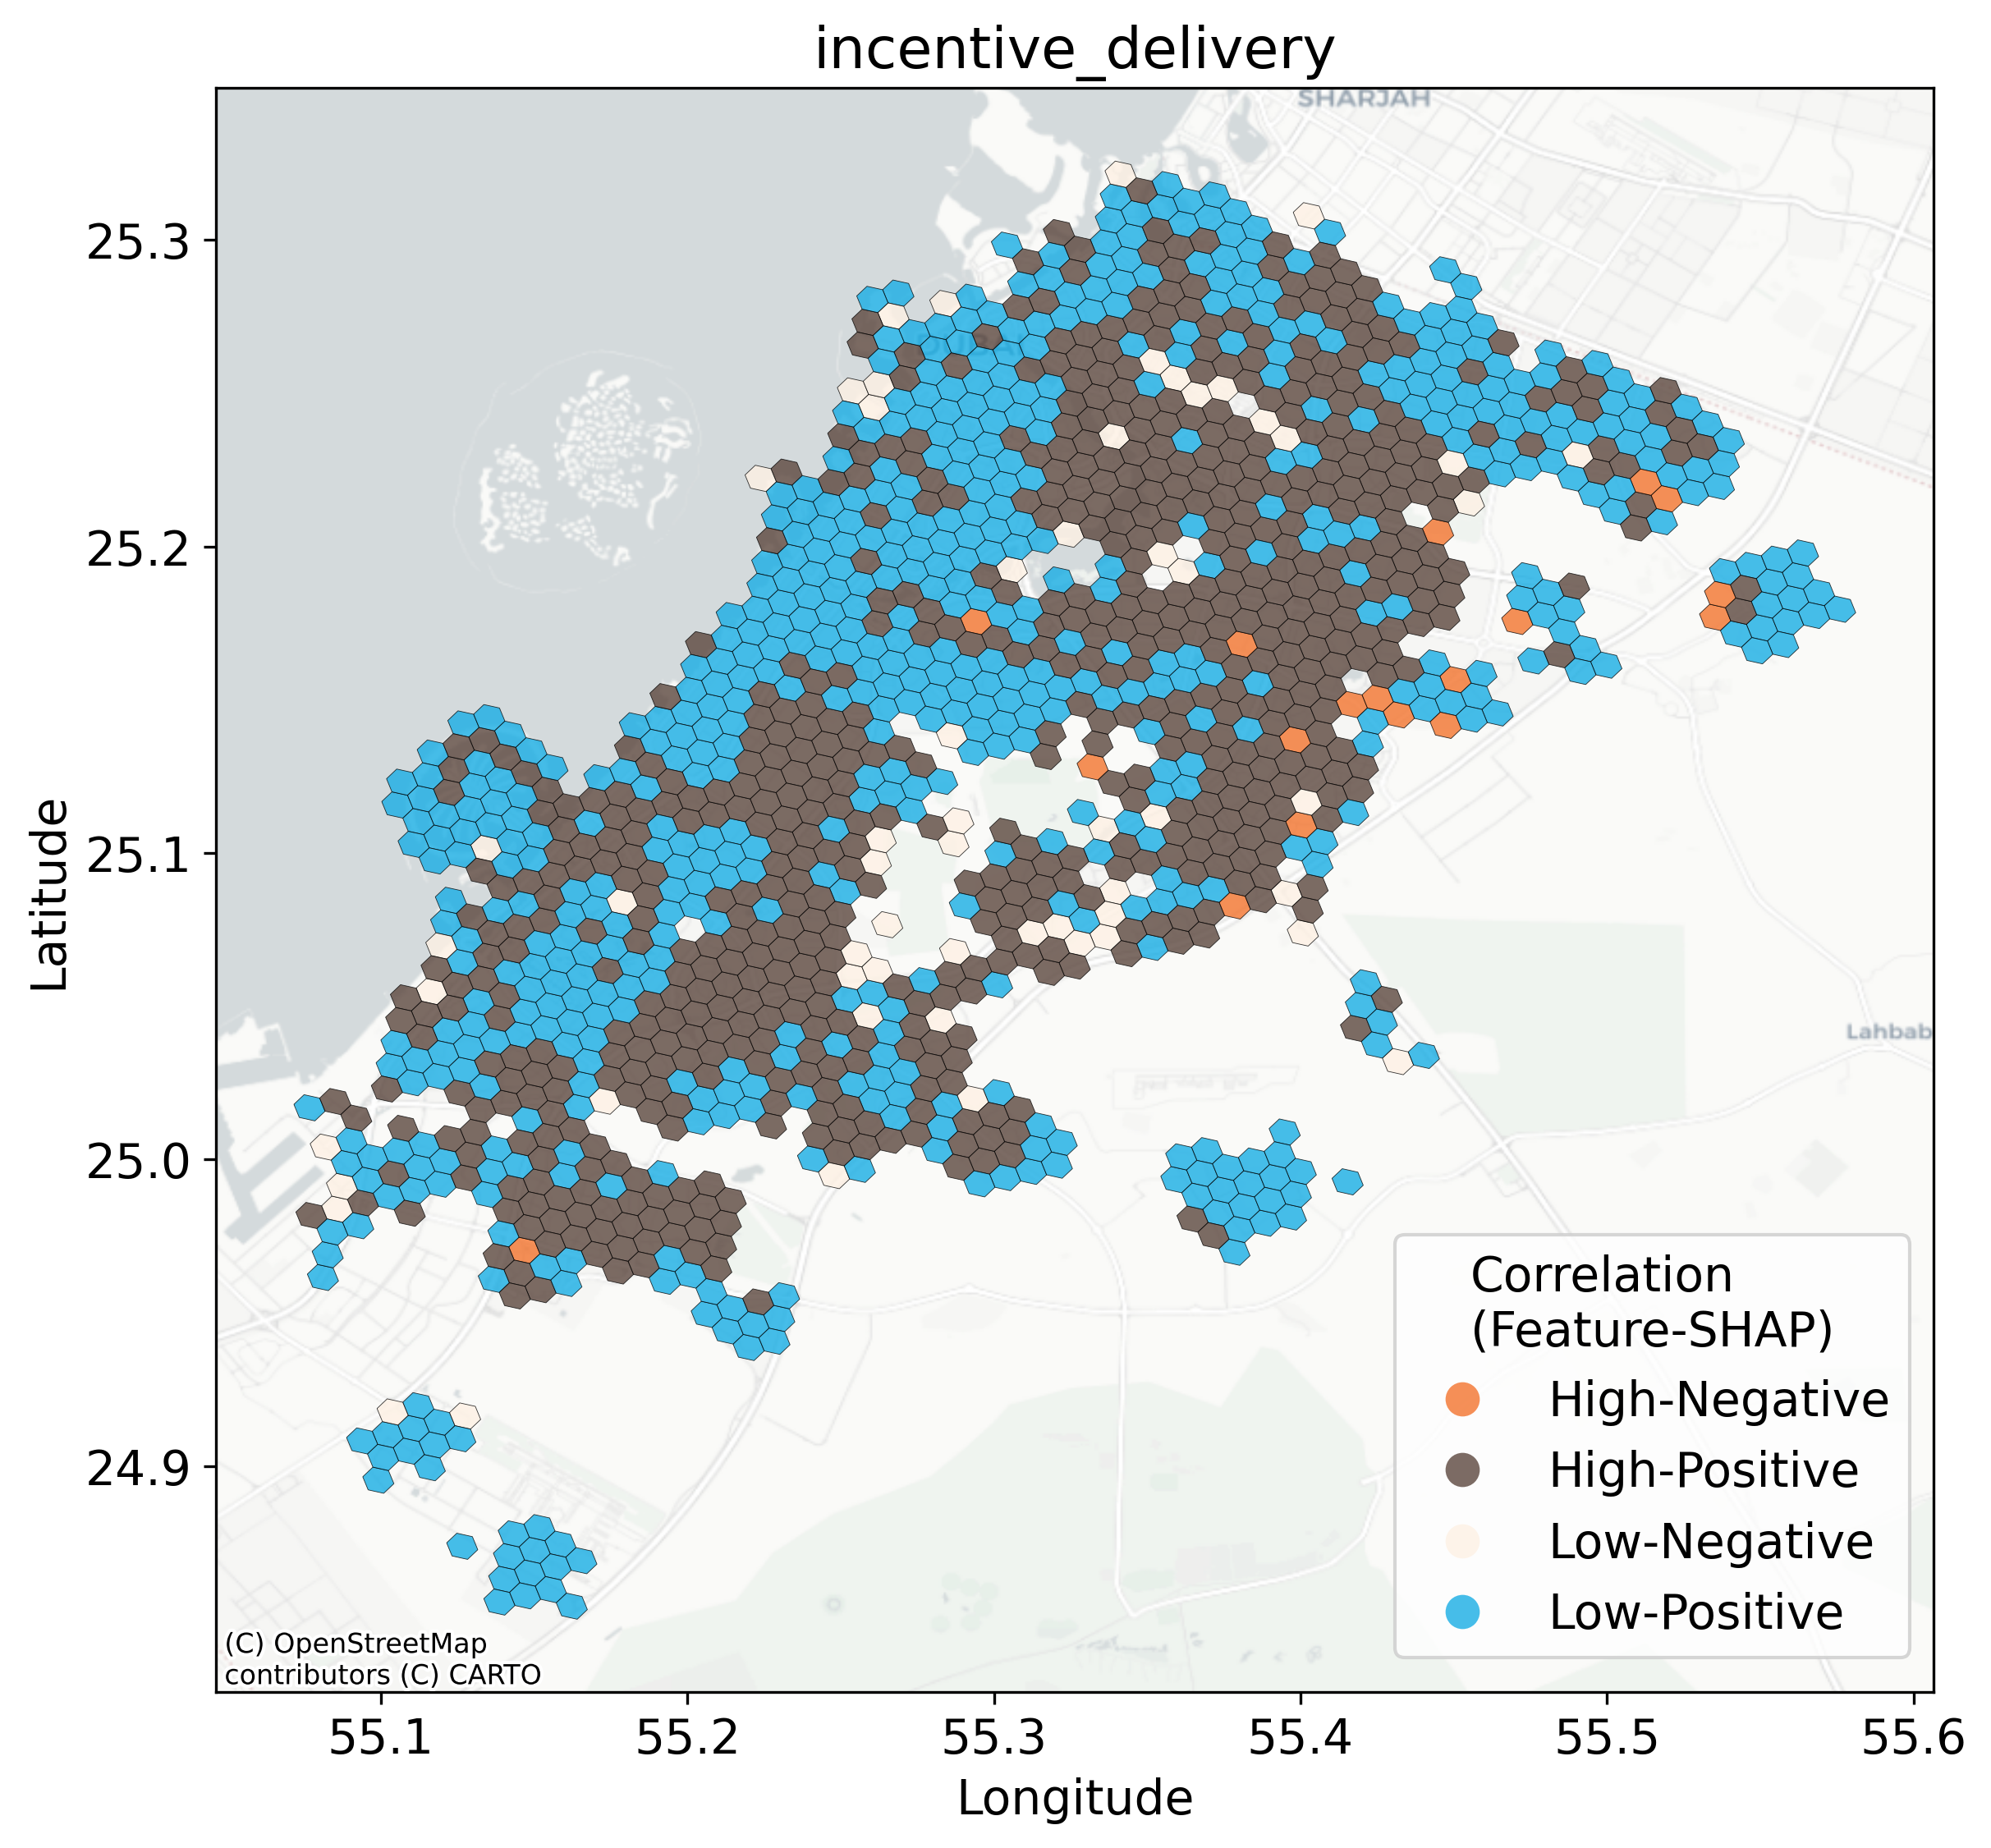 incentive_delivery
SHARJAH
DUBAI
Lahbab
25.3
25.2
25.1
25.0
24.9
Latitude
55.1
55.2
55.3
55.4
55.5
55.6
Longitude
Correlation
(Feature-SHAP)
High-Negative
High-Positive
Low-Negative
Low-Positive
(C) OpenStreetMap
contributors (C) CARTO